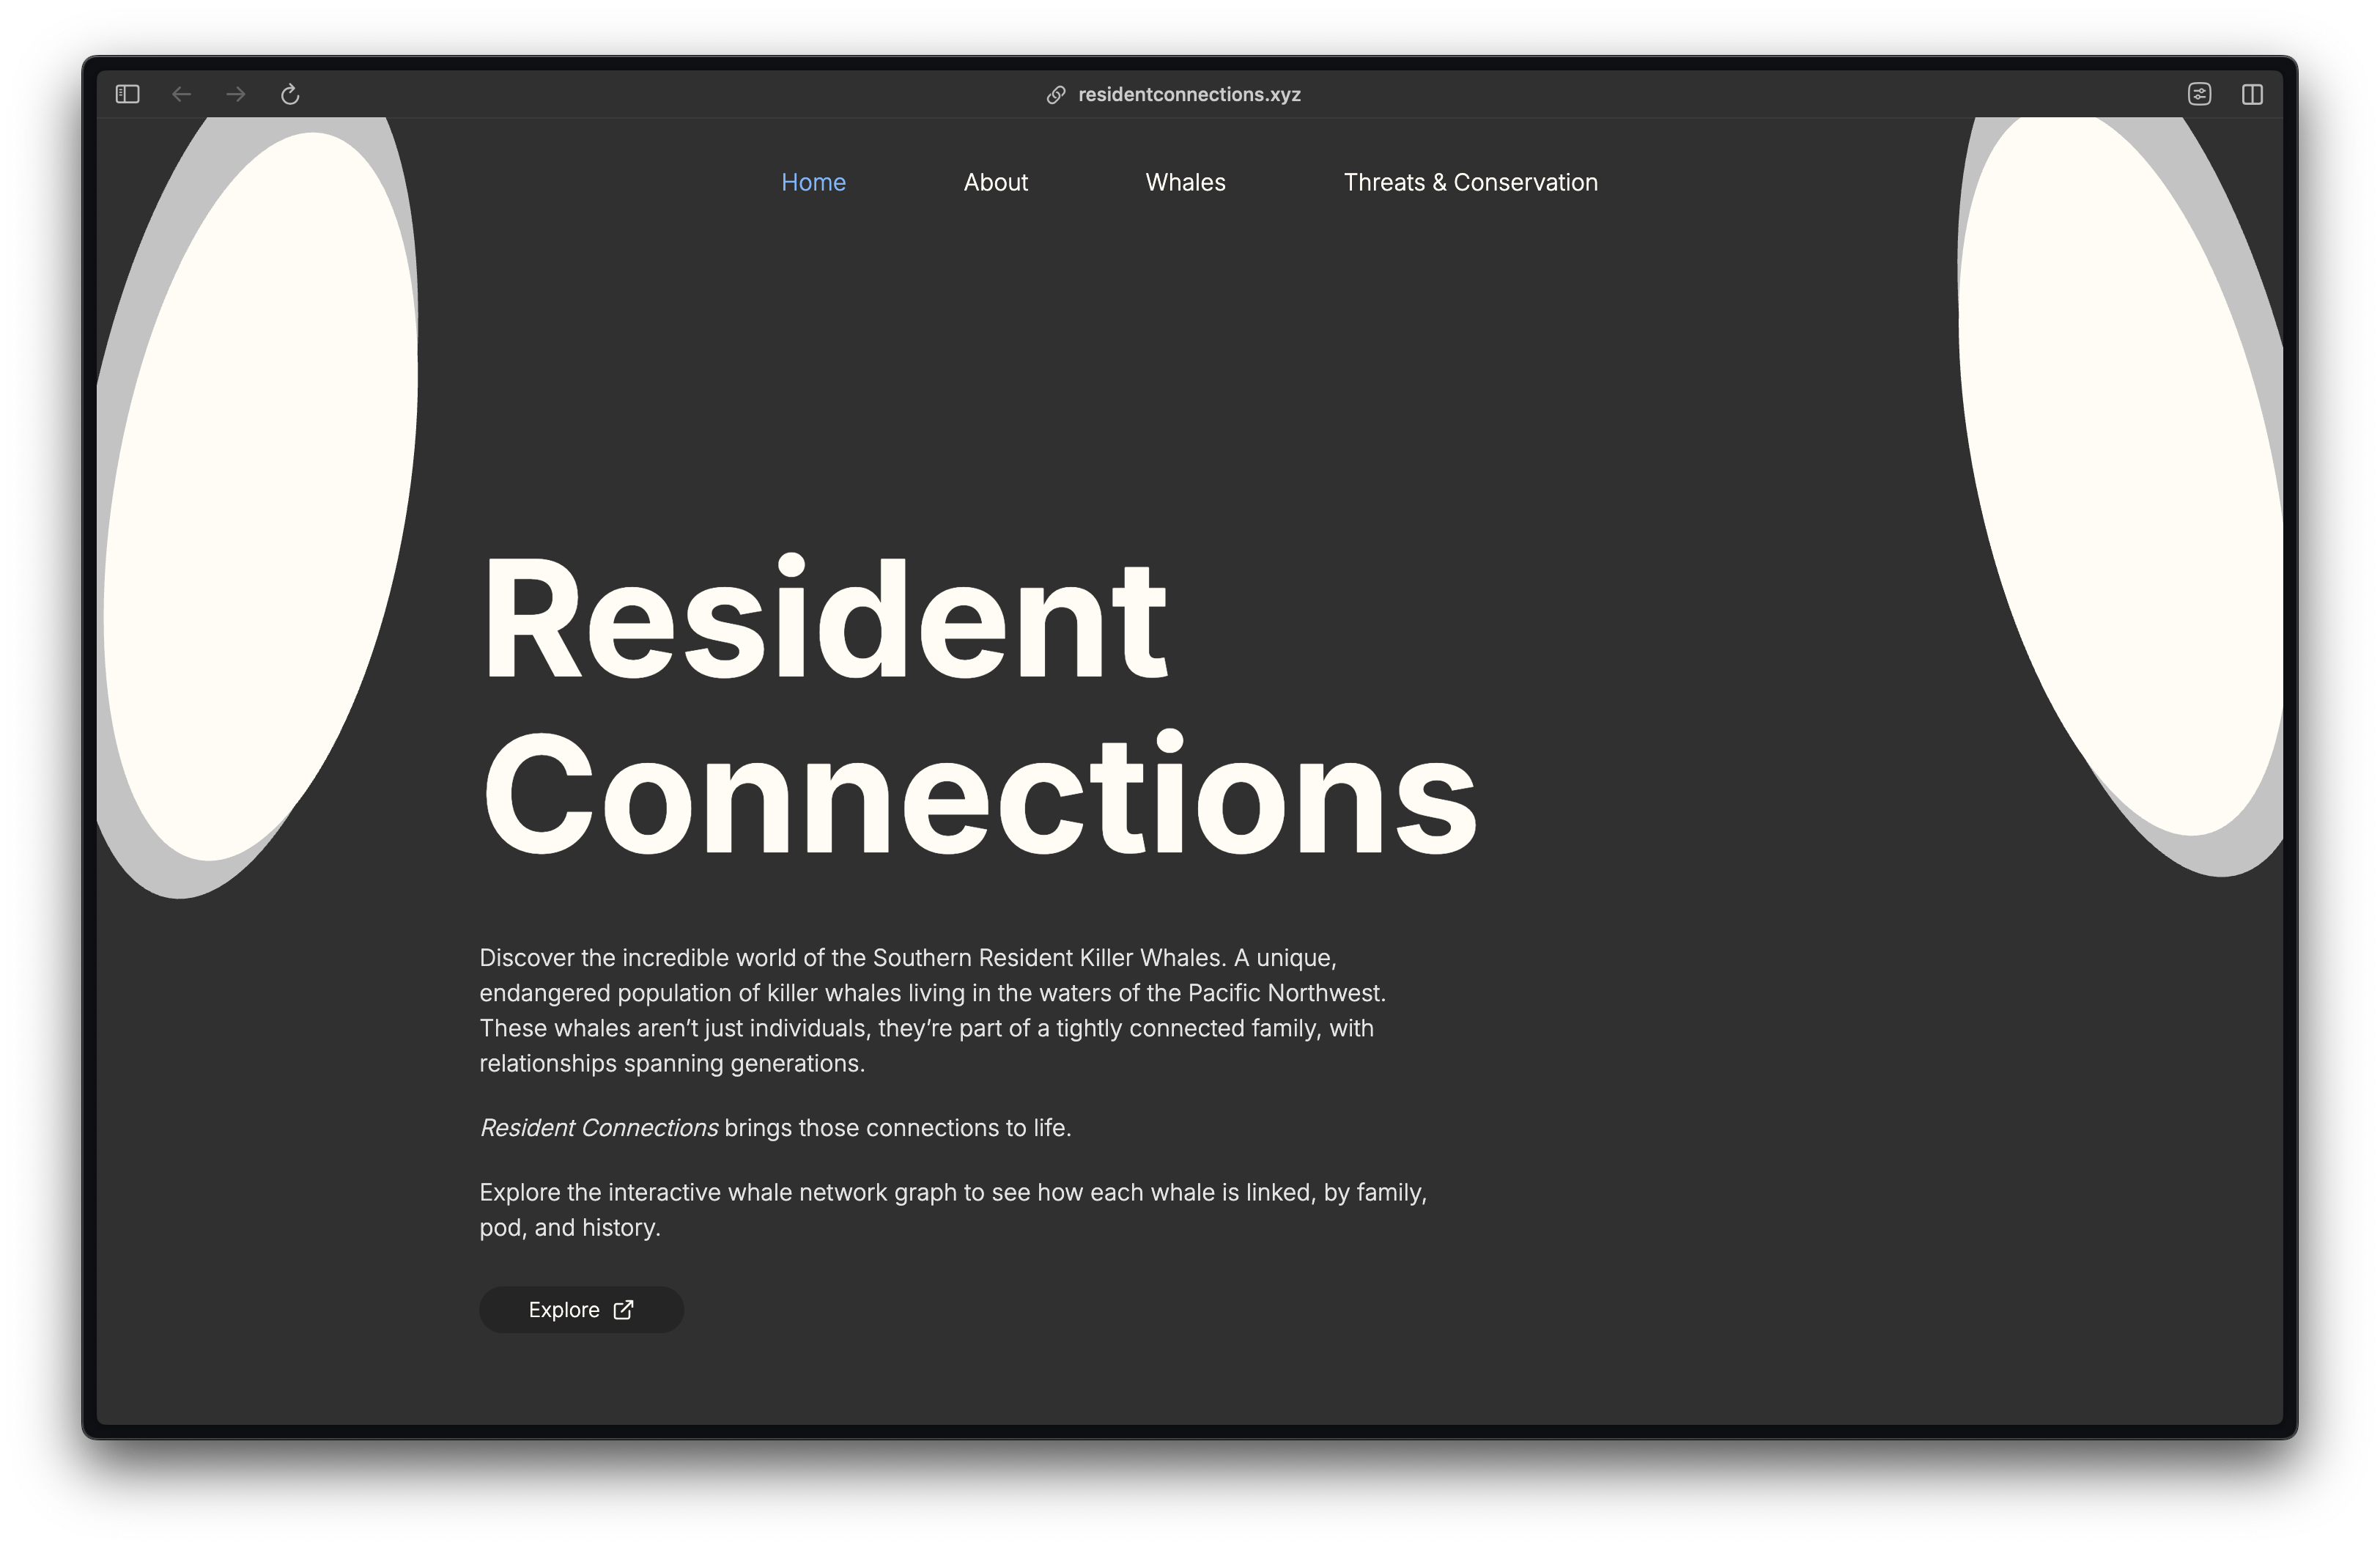 residentconnections.xyz
Home About Whales Threats & Conservation
Resident
Connections
Discover the incredible world of the Southern Resident Killer Whales. A unique,
endangered population of killer whales living in the waters of the Pacific Northwest.
These whales aren’t just individuals, they’re part of a tightly connected family, with
relationships spanning generations.
Resident Connections brings those connections to life.
Explore the interactive whale network graph to see how each whale is linked, by family,
pod, and history.
Explore